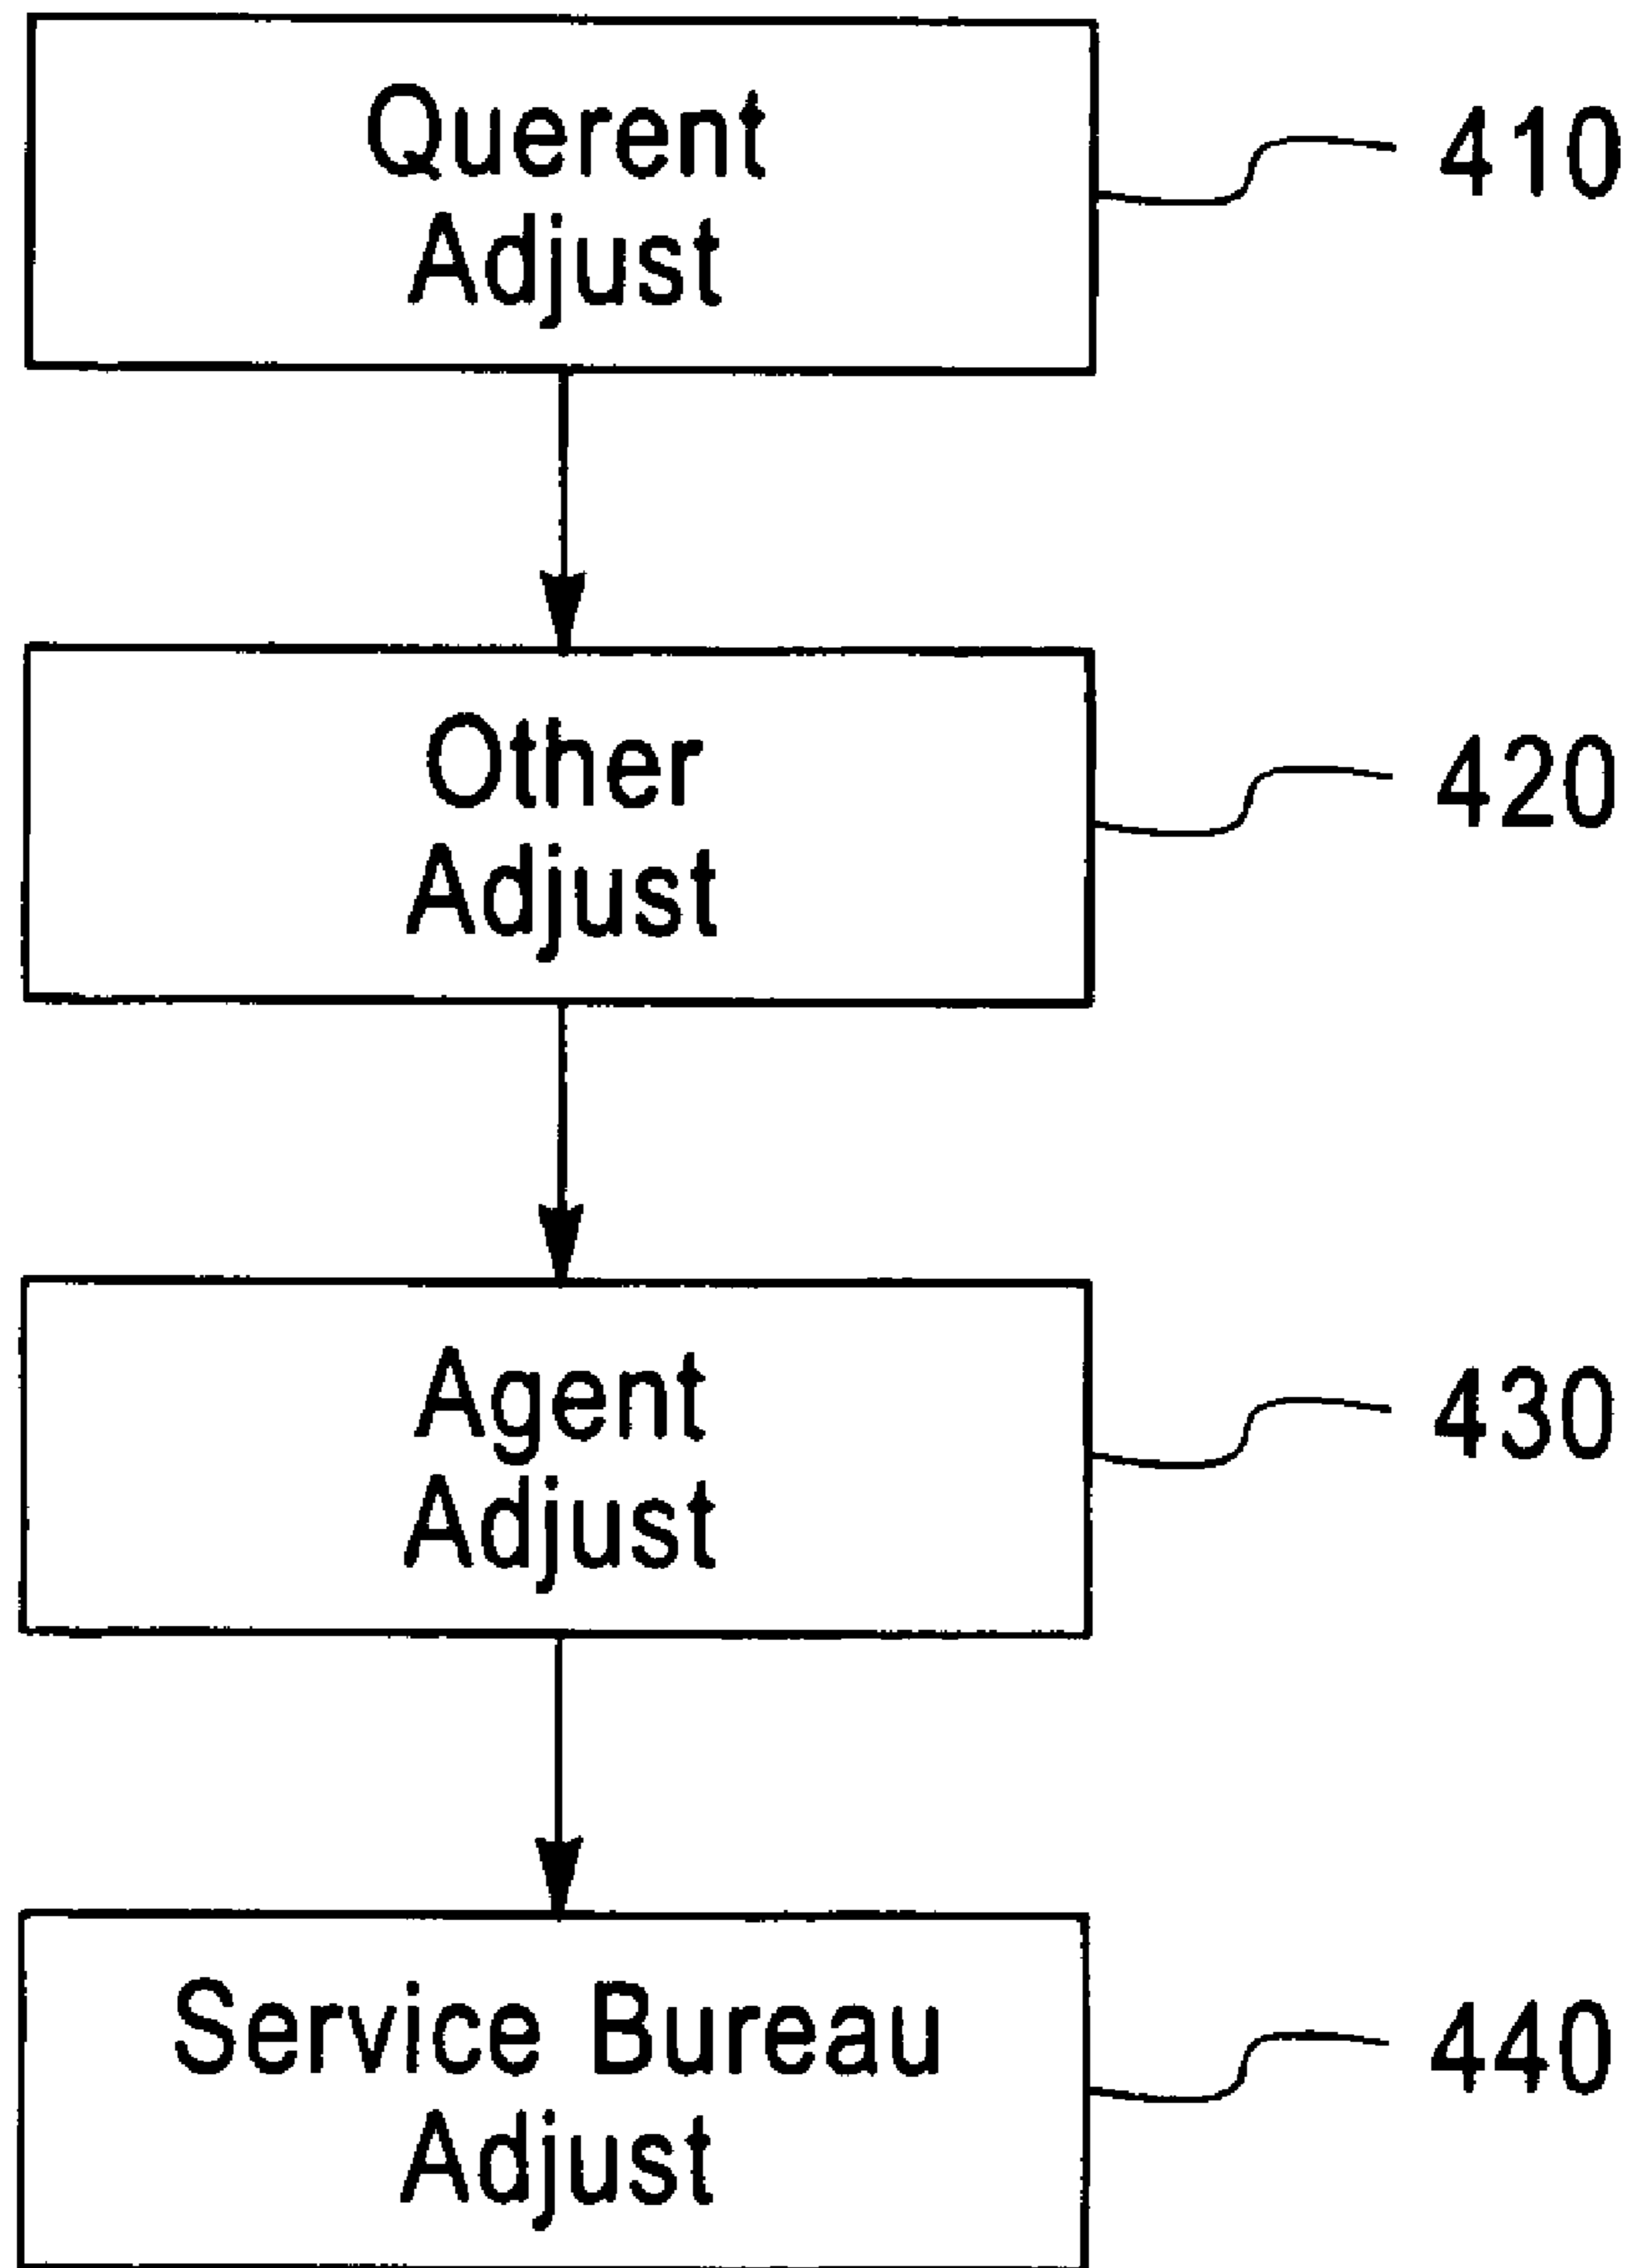 Querent
Adjust
410
Other
Adjust
420
Agent
Adjust
430
Service Bureau
Adjust
440